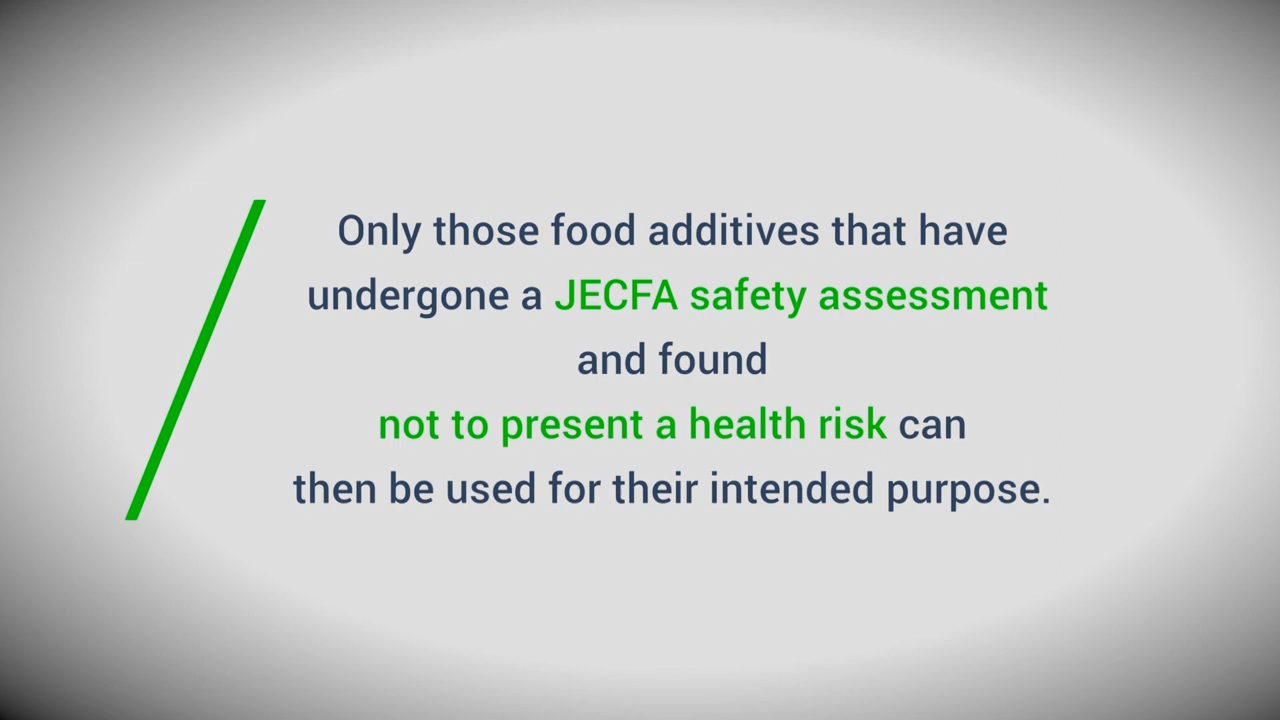 Only those food additives that have
undergone a JECFA safety assessment
and found
not to present a health risk can
then be used for their intended purpose.